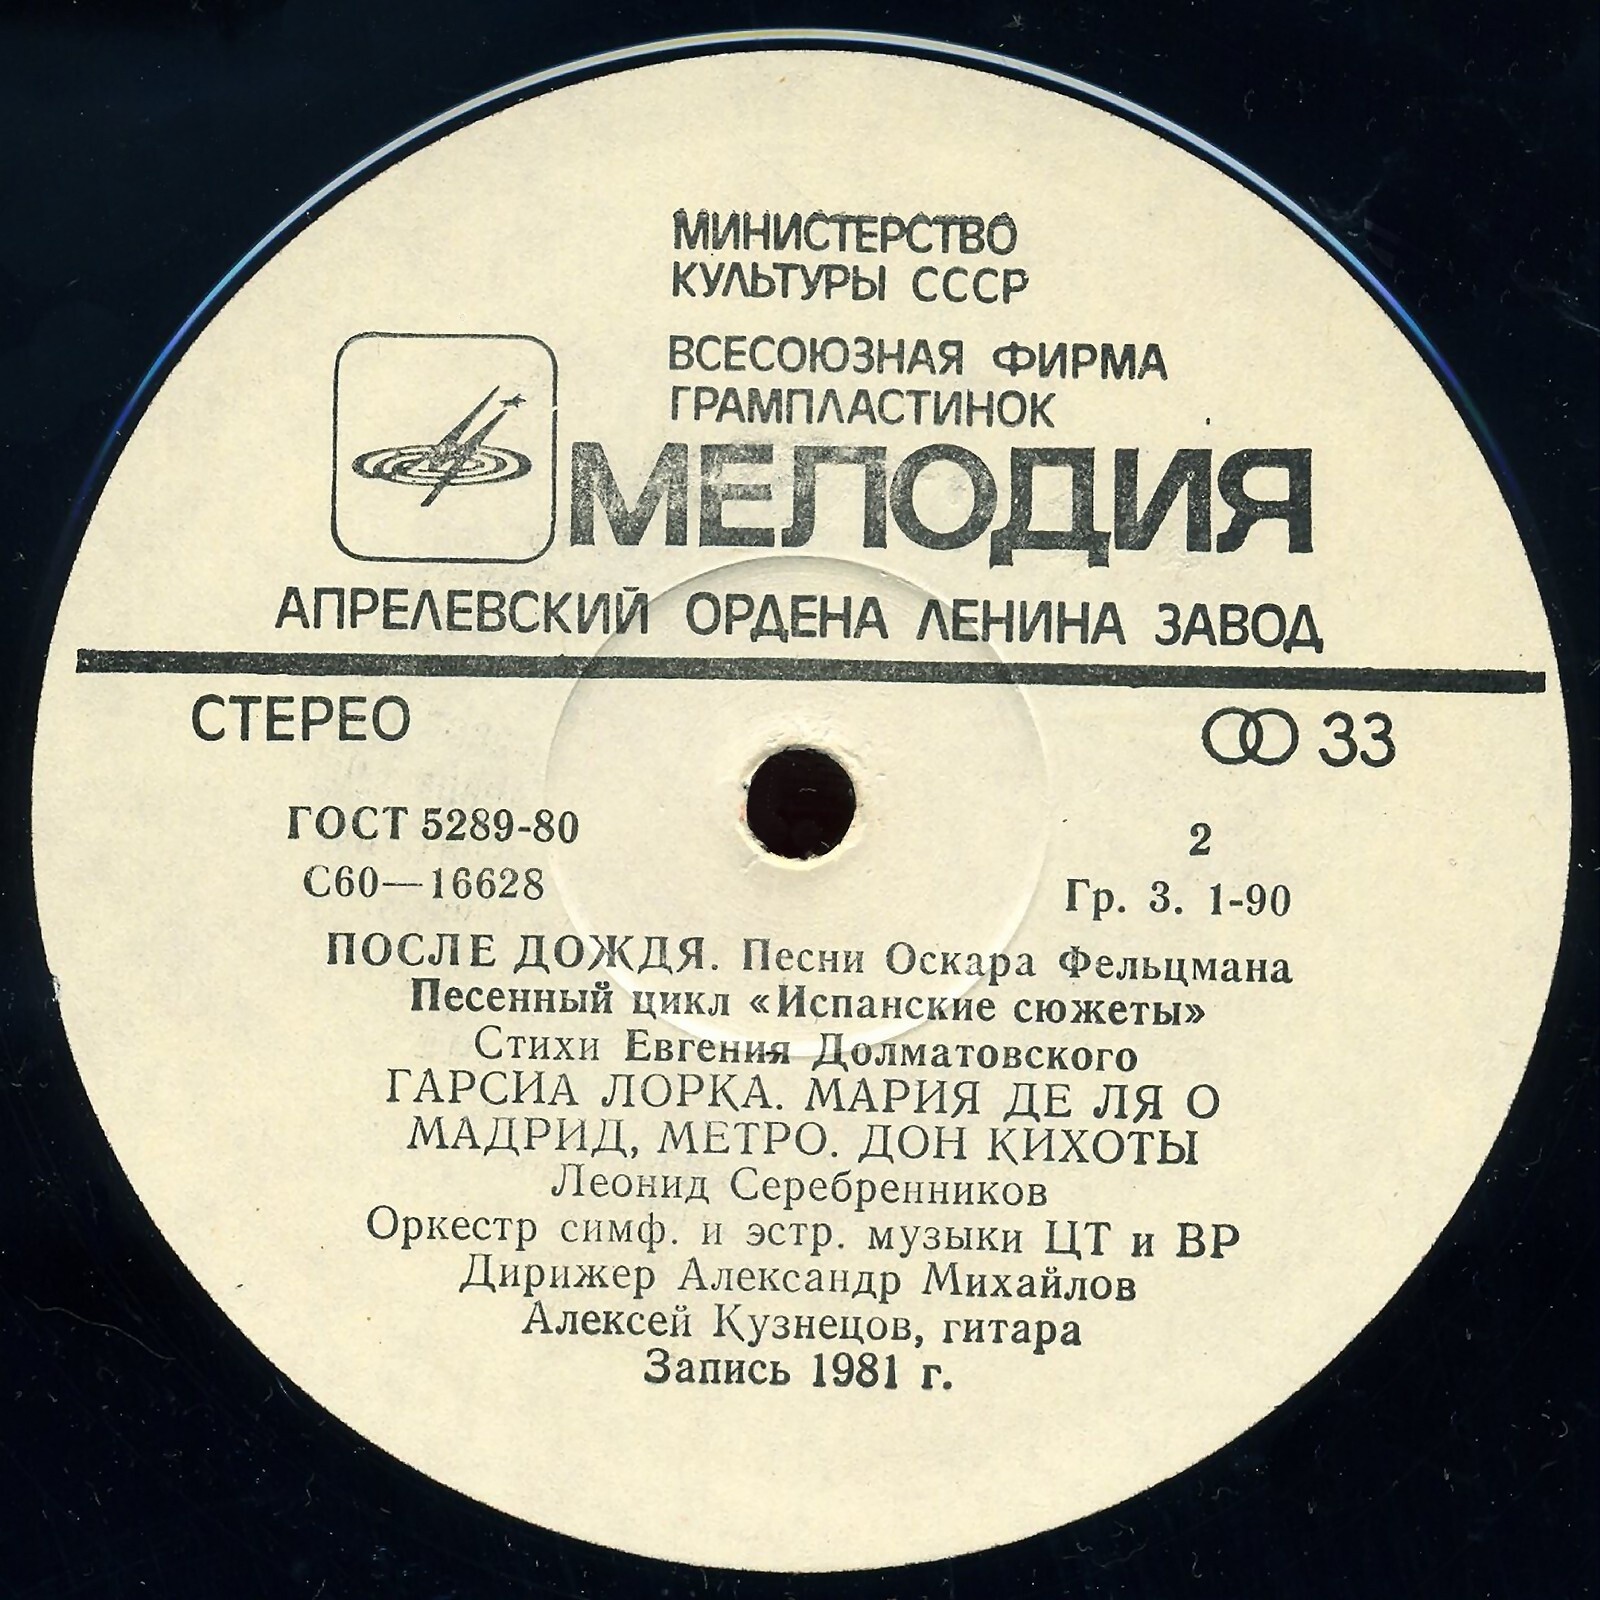 МИНИСТЕРСТВО
КУЛЬТУРЫ СССР
ВСЕСОЮЗНАЯ ФИРМА
ГРАМПЛАСТИНОК
МЕЛОДИЯ
АПРЕЛЕВСКИЙ ОРДЕНА ЛЕНИНА ЗАВОД
СТЕРЕО
33
ГОСТ 5289-80
2
С60—16628
Гр. 3. 1-90
ПОСЛЕ ДОЖДЯ. Песни Оскара Фельцмана
Песенный цикл «Испанские сюжеты»
Стихи Евгения Долматовского
ГАРСИА ЛОРКА. МАРИЯ ДЕ ЛЯ О
МАДРИД, МЕТРО. ДОН КИХОТЫ
Леонид Серебренников
Оркестр симф. и эстр. музыки ЦТ и ВР
Дирижер Александр Михайлов
Алексей Кузнецов, гитара
Запись 1981 г.